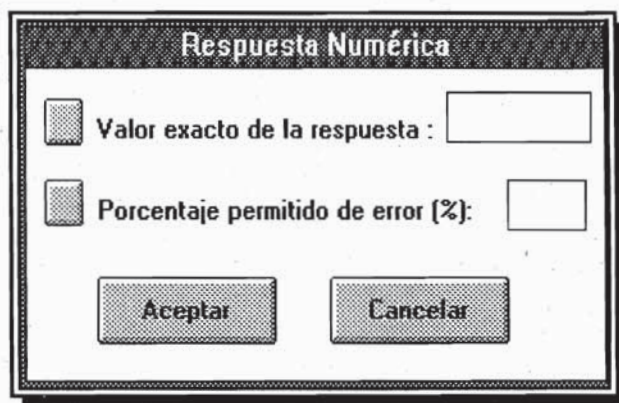 Respuesta Numérica
Valor exacto de la respuesta :
Porcentaje permitido de error (%):
Aceptar Cancelar